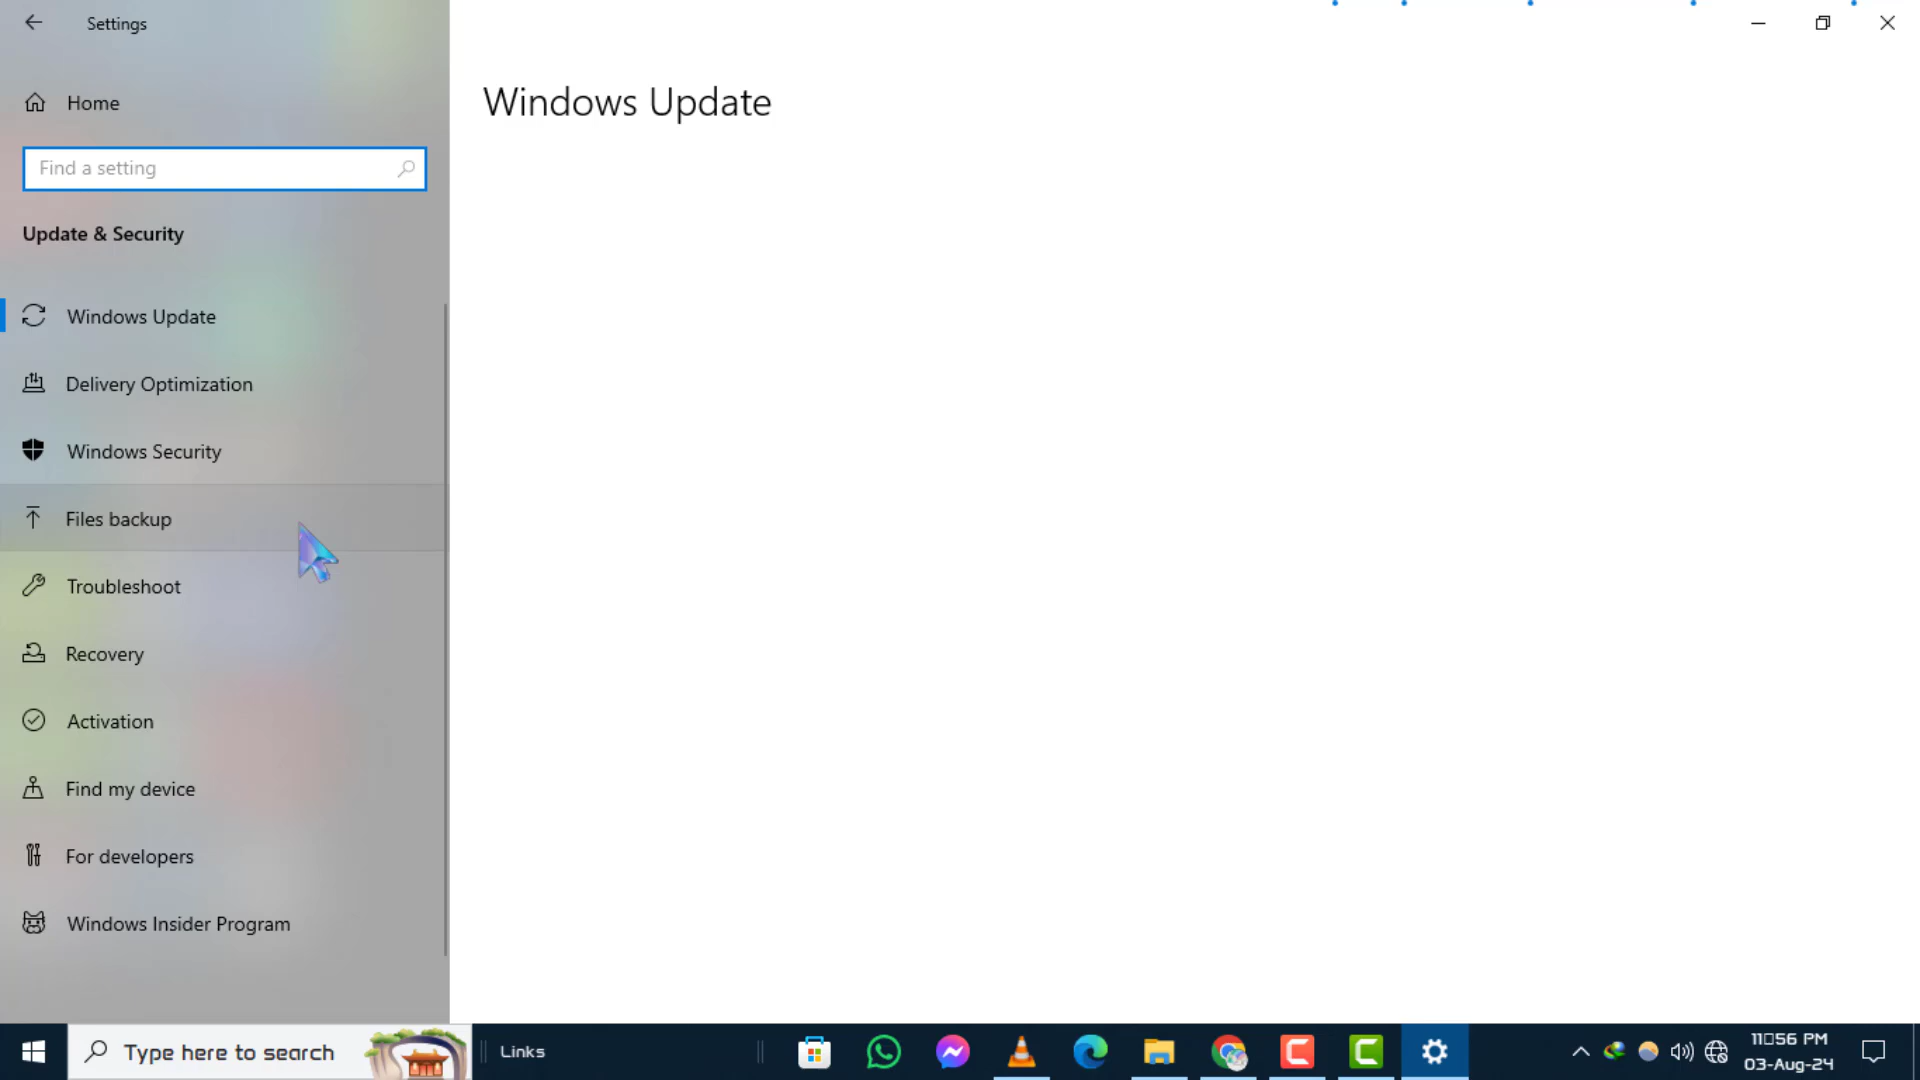 Settings
Home
Find a setting
Update & Security
Windows Update
Delivery Optimization
Windows Security
Files backup
Troubleshoot
Recovery
Activation
Find my device
For developers
Windows Insider Program
Windows Update
Type here to search
Links
11□56 PM
03-Aug-24